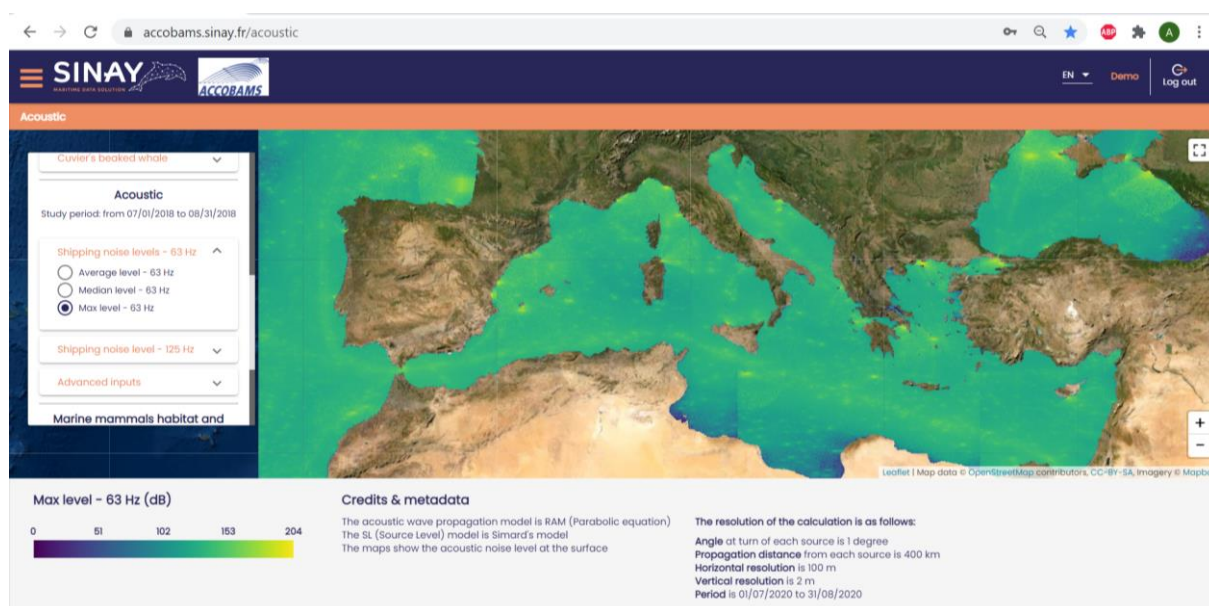 accobams.sinay.fr/acoustic
ABP
A
SINAY
MARITIME DATA SOLUTION
ACCOBAMS
EN
Demo
Log out
Acoustic
Cuvier's beaked whale
Acoustic
Study period: from 07/01/2018 to 08/31/2018
Shipping noise levels - 63 Hz
Average level - 63 Hz
Median level - 63 Hz
Max level - 63 Hz
Shipping noise level - 125 Hz
Advanced inputs
Marine mammals habitat and
+
−
Leaflet | Map data © OpenStreetMap contributors, CC-BY-SA, Imagery © Mapbo
Max level - 63 Hz (dB)
0 51 102 153 204
Credits & metadata
The acoustic wave propagation model is RAM (Parabolic equation)
The SL (Source Level) model is Simard's model
The maps show the acoustic noise level at the surface
The resolution of the calculation is as follows:
Angle at turn of each source is 1 degree
Propagation distance from each source is 400 km
Horizontal resolution is 100 m
Vertical resolution is 2 m
Period is 01/07/2020 to 31/08/2020